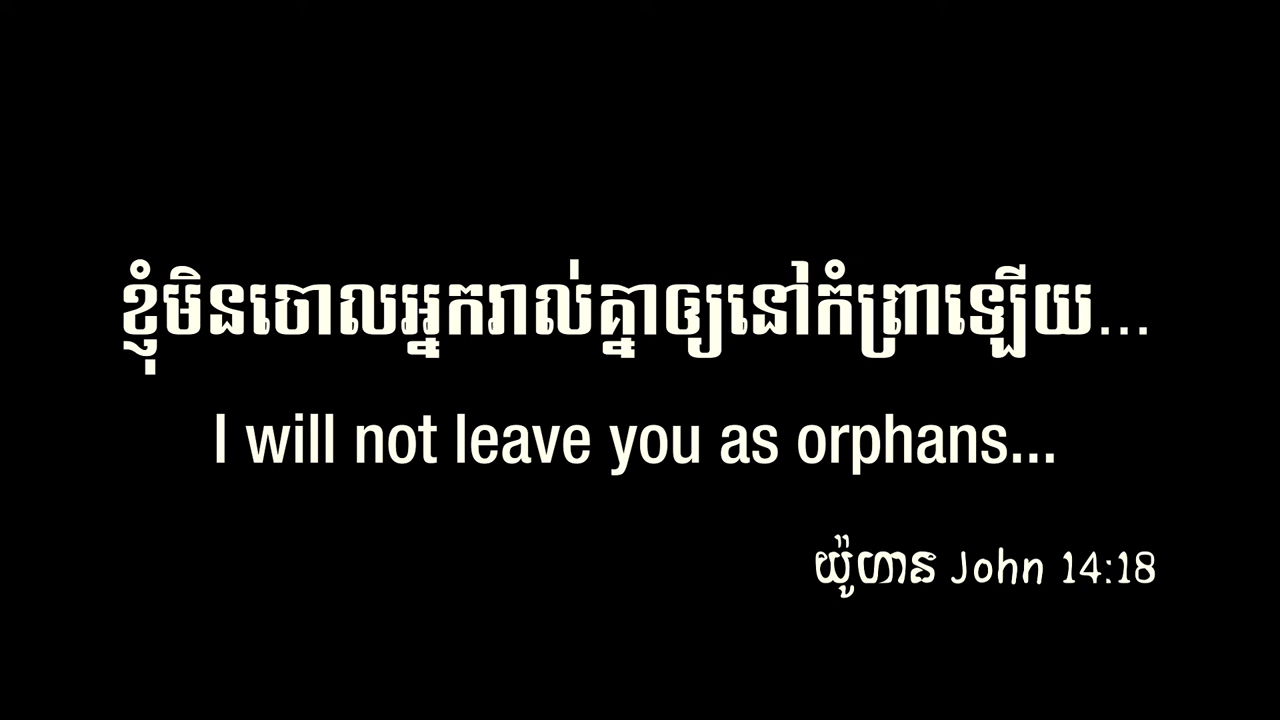 ខ្ញុំមិនចោលអ្នករាល់គ្នាឲ្យនៅកំព្រាឡើយ...
I will not leave you as orphans...
យ៉ូហាន John 14:18